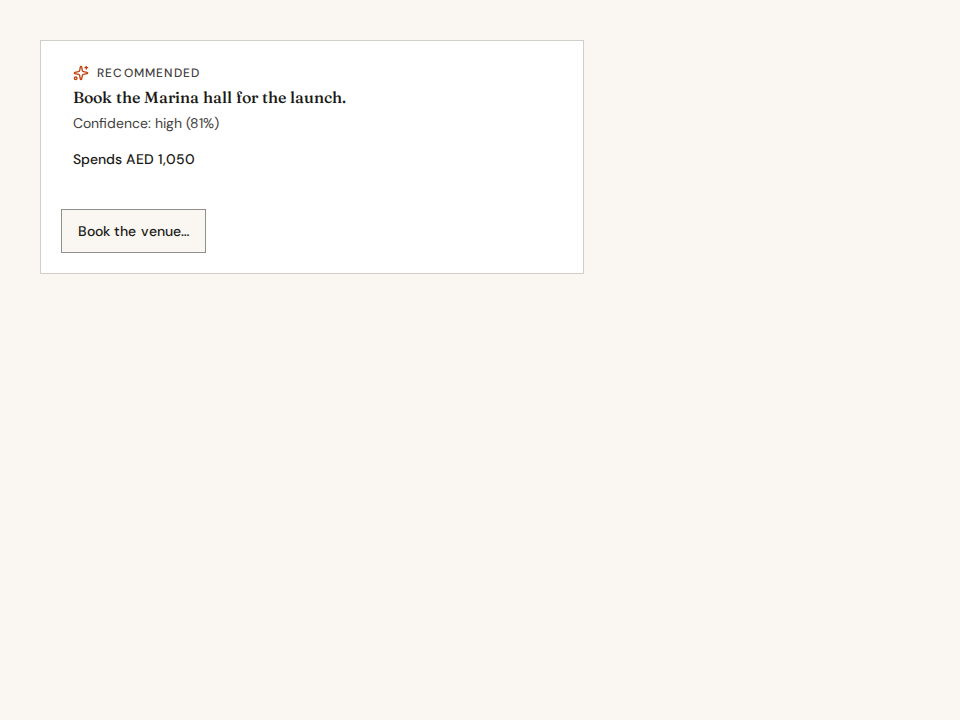 RECOMMENDED
Book the Marina hall for the launch.
Confidence: high (81%)
Spends AED 1,050
Book the venue…